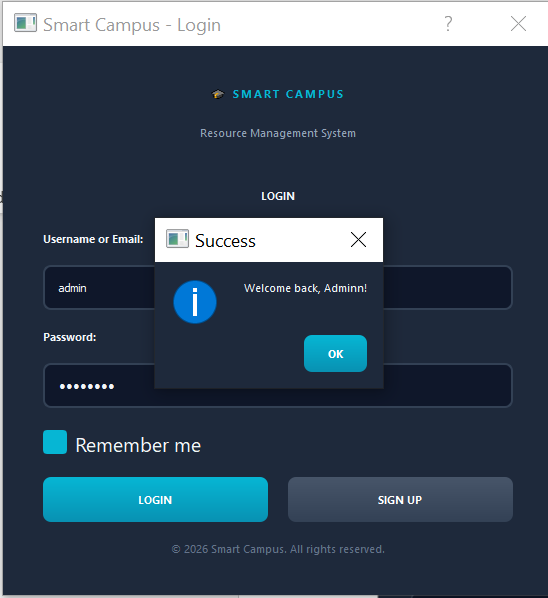 Smart Campus - Login
?
SMART CAMPUS
Resource Management System
LOGIN
Username or Email:
admin
Success
Welcome back, Adminn!
OK
Password:
Remember me
LOGIN
SIGN UP
© 2026 Smart Campus. All rights reserved.